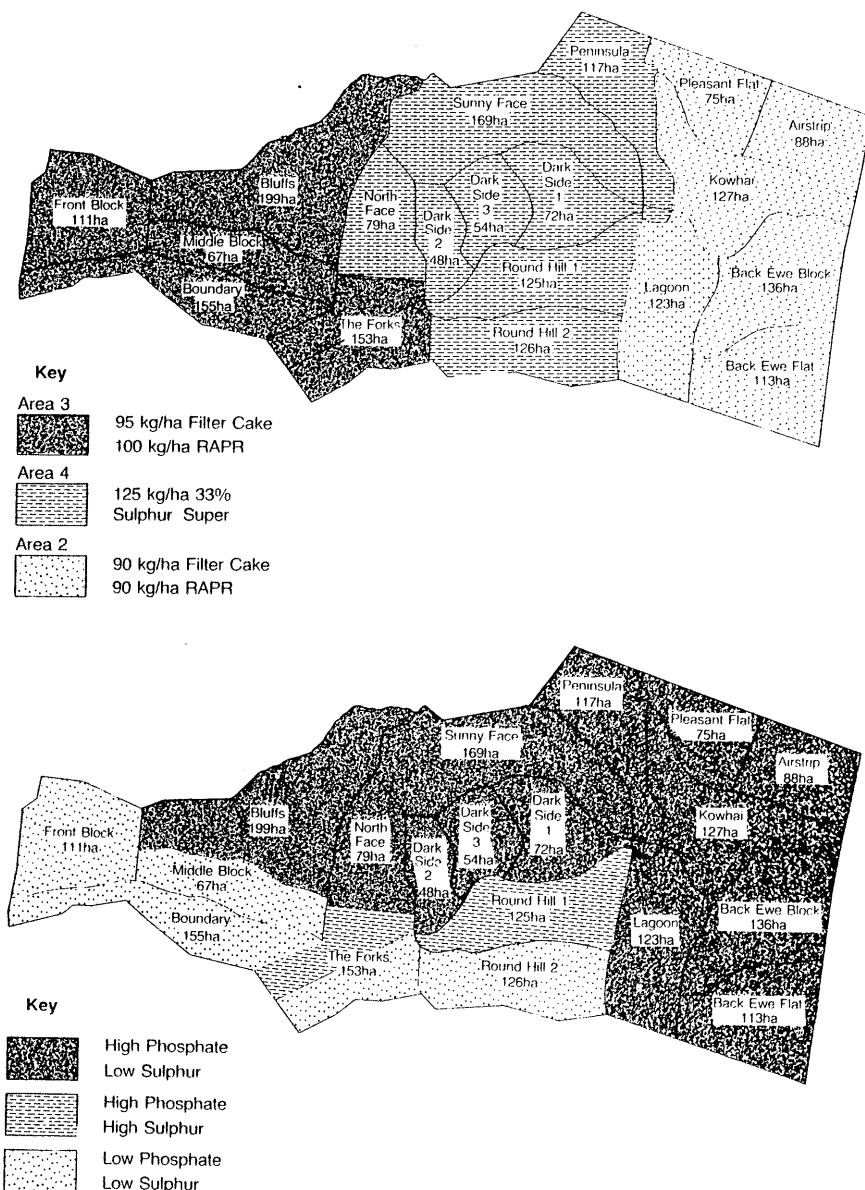 Peninsula
117ha
Pleasant Flat
75ha
Sunny Face
169ha
Airstrip
88ha
Bluffs
199ha
Front Block
111ha
North
Face
79ha
Dark
Side
2
48ha
Dark
Side
3
54ha
Dark
Side
1
72ha
Kowhai
127ha
Middle Block
67ha
Boundary
155ha
Round Hill 1
125ha
Lagoon
123ha
Back Ewe Block
136ha
The Forks
153ha
Round Hill 2
126ha
Back Ewe Flat
113ha
Key
Area 3
95 kg/ha Filter Cake
100 kg/ha RAPR
Area 4
125 kg/ha 33%
Sulphur Super
Area 2
90 kg/ha Filter Cake
90 kg/ha RAPR
Peninsula
117ha
Pleasant Flat
75ha
Sunny Face
169ha
Airstrip
88ha
Bluffs
199ha
Front Block
111ha
North
Face
79ha
Dark
Side
2
48ha
Dark
Side
3
54ha
Dark
Side
1
72ha
Kowhai
127ha
Middle Block
67ha
Boundary
155ha
Round Hill 1
125ha
Lagoon
123ha
Back Ewe Block
136ha
The Forks
153ha
Round Hill 2
126ha
Back Ewe Flat
113ha
Key
High Phosphate
Low Sulphur
High Phosphate
High Sulphur
Low Phosphate
Low Sulphur